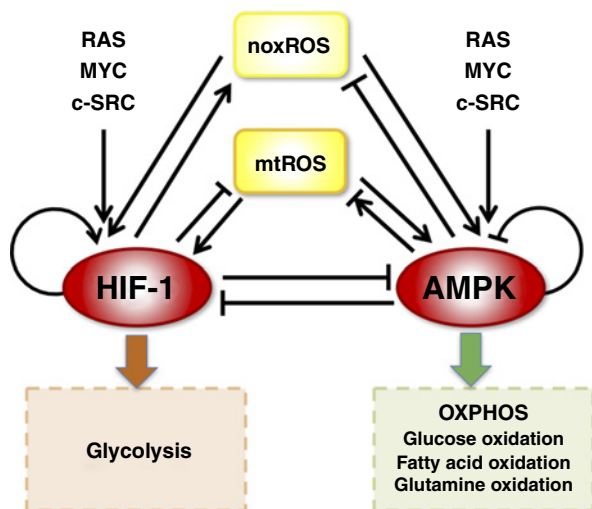 RAS
MYC
c-SRC
noxROS
RAS
MYC
c-SRC
mtROS
HIF-1
AMPK
Glycolysis
OXPHOS
Glucose oxidation
Fatty acid oxidation
Glutamine oxidation